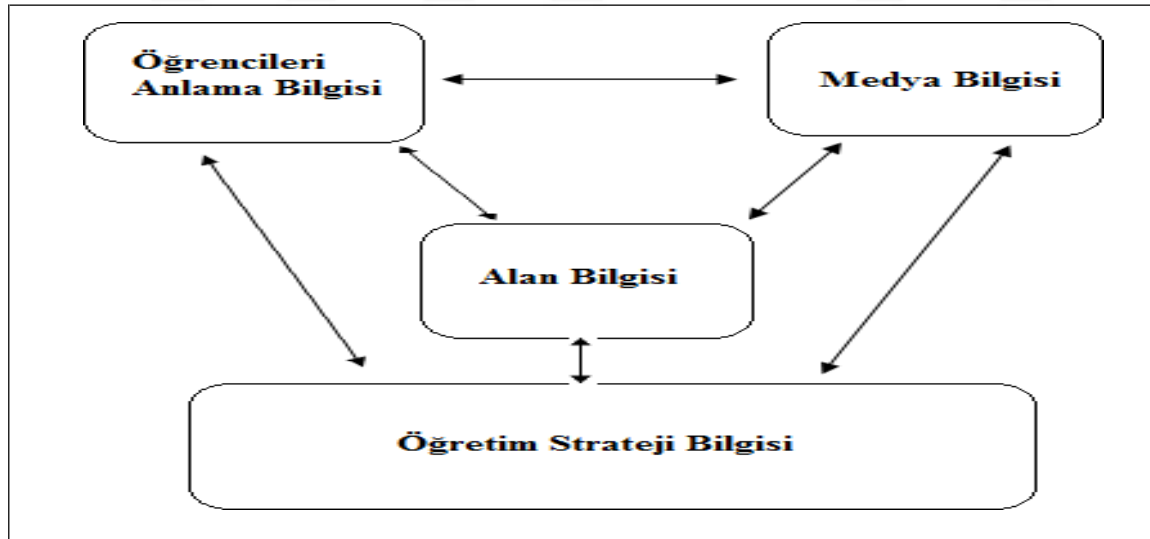 Öğrencileri
Anlama Bilgisi
Medya Bilgisi
Alan Bilgisi
Öğretim Strateji Bilgisi